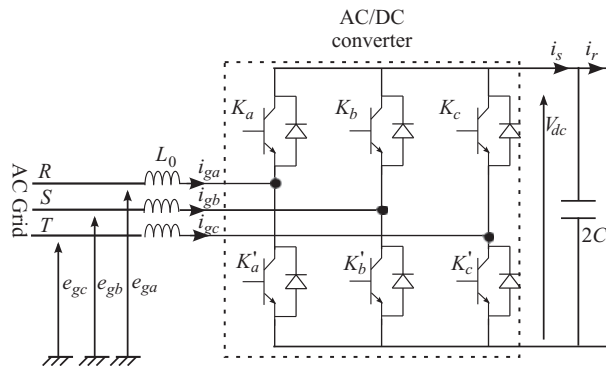 AC/DC
converter
i_s
i_r
K_a
K_b
K_c
V_dc
AC Grid
R
L_0
i_ga
S
i_gb
T
i_gc
2C
K'_a
K'_b
K'_c
e_gc
e_gb
e_ga